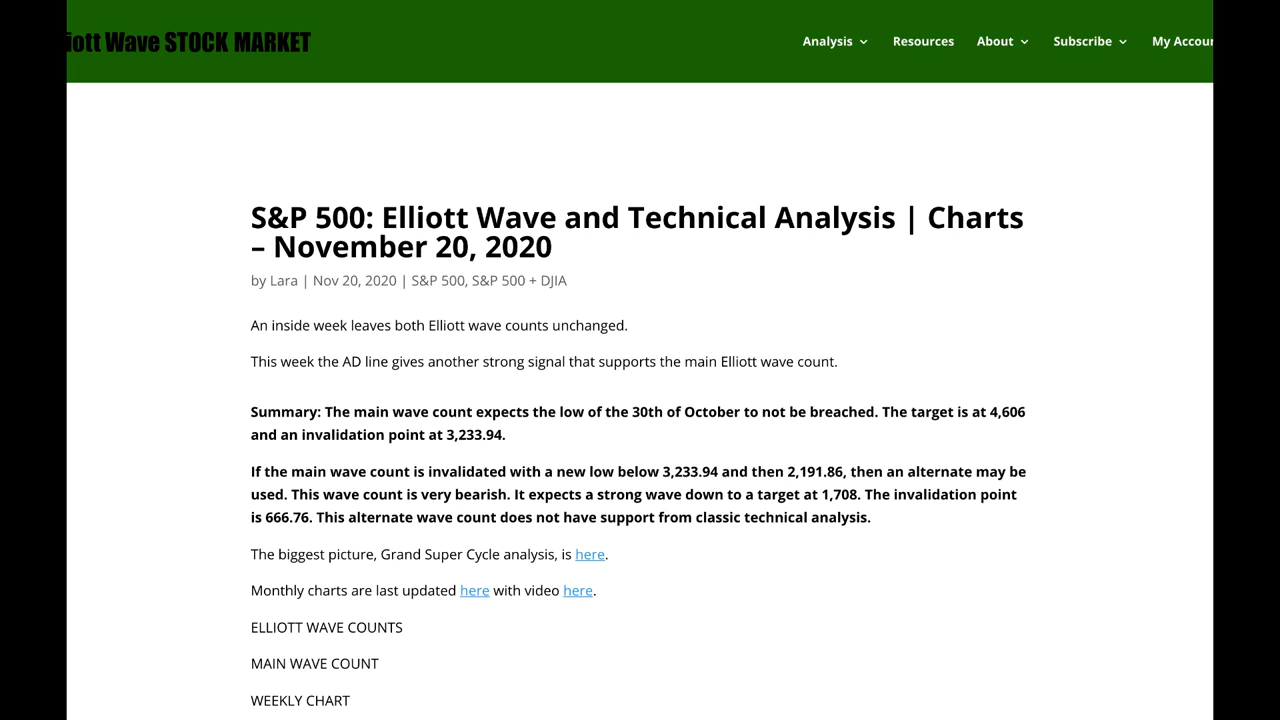 iott Wave STOCK MARKET
Analysis Resources About Subscribe My Accoun
S&P 500: Elliott Wave and Technical Analysis | Charts
– November 20, 2020
by Lara | Nov 20, 2020 | S&P 500, S&P 500 + DJIA
An inside week leaves both Elliott wave counts unchanged.
This week the AD line gives another strong signal that supports the main Elliott wave count.
Summary: The main wave count expects the low of the 30th of October to not be breached. The target is at 4,606
and an invalidation point at 3,233.94.
If the main wave count is invalidated with a new low below 3,233.94 and then 2,191.86, then an alternate may be
used. This wave count is very bearish. It expects a strong wave down to a target at 1,708. The invalidation point
is 666.76. This alternate wave count does not have support from classic technical analysis.
The biggest picture, Grand Super Cycle analysis, is here.
Monthly charts are last updated here with video here.
ELLIOTT WAVE COUNTS
MAIN WAVE COUNT
WEEKLY CHART